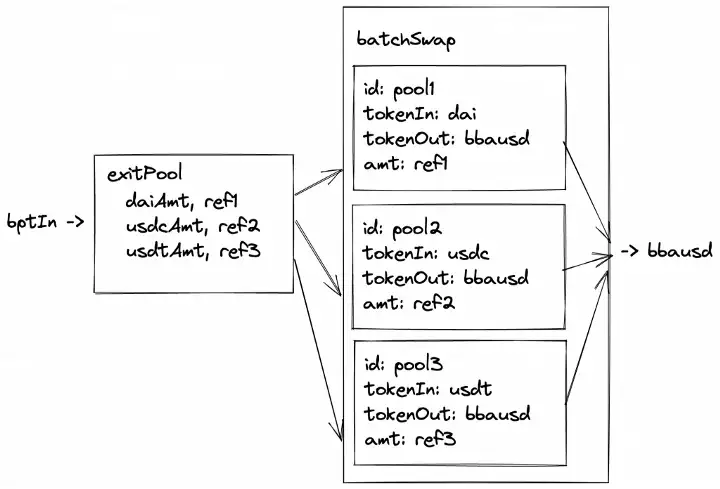 bptIn ->
exitPool
daiAmt, ref1
usdcAmt, ref2
usdtAmt, ref3
batchSwap
id: pool1
tokenIn: dai
tokenOut: bbausd
amt: ref1
id: pool2
tokenIn: usdc
tokenOut: bbausd
amt: ref2
id: pool3
tokenIn: usdt
tokenOut: bbausd
amt: ref3
-> bbausd